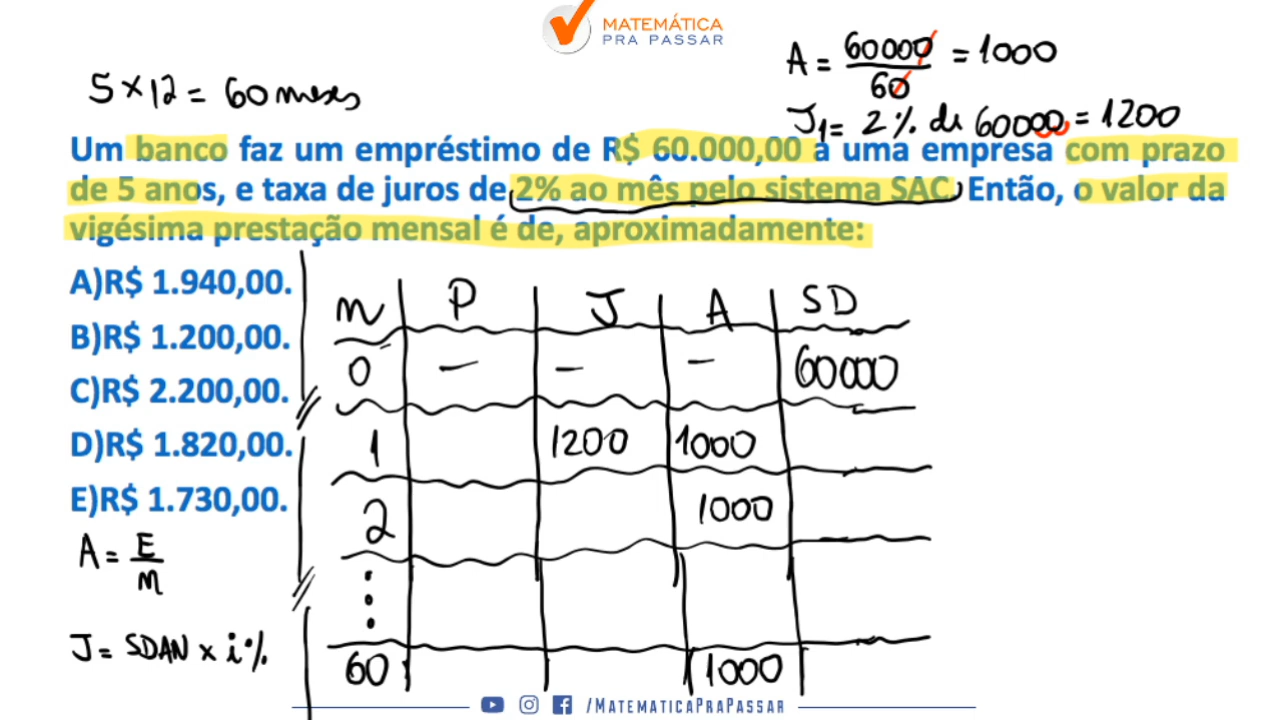 MATEMÁTICA
PRA PASSAR
5 × 12 = 60 meses
A = 60000/60 = 1000
J1 = 2% de 60000 = 1200
Um banco faz um empréstimo de R$ 60.000,00 a uma empresa com prazo
de 5 anos, e taxa de juros de 2% ao mês pelo sistema SAC. Então, o valor da
vigésima prestação mensal é de, aproximadamente:
A)R$ 1.940,00.
B)R$ 1.200,00.
C)R$ 2.200,00.
D)R$ 1.820,00.
E)R$ 1.730,00.
A = E/n
J = SDAN × i%
n P J A SD
0 – – – 60000
1 1200 1000
2 1000
⋮
60 1000
/MatematicaPraPassar